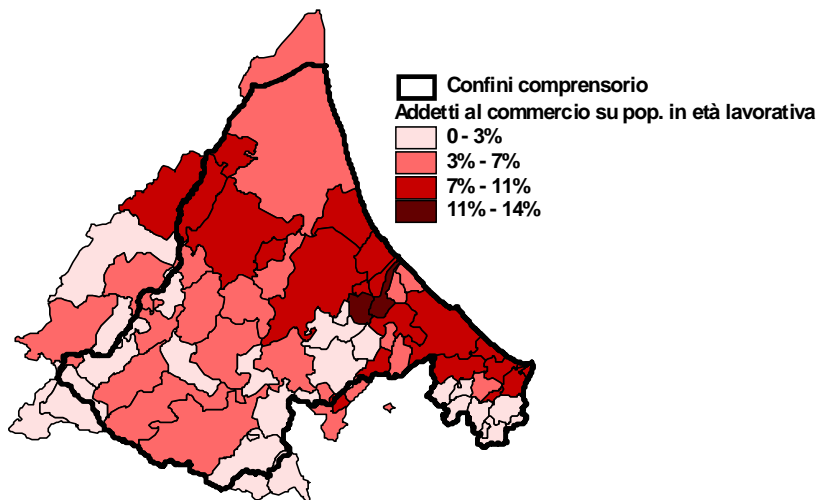 Confini comprensorio
Addetti al commercio su pop. in età lavorativa
0 - 3%
3% - 7%
7% - 11%
11% - 14%